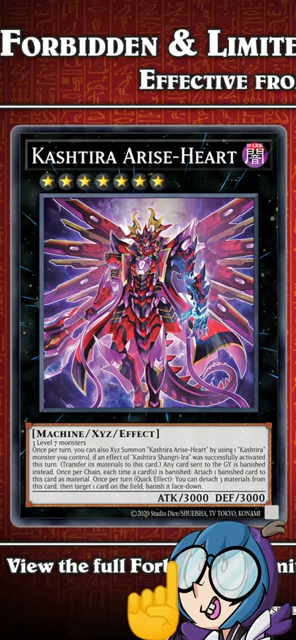 Forbidden & Limite
Effective fro
Kashtira Arise-Heart
DARK
闇
[Machine/Xyz/Effect]
3 Level 7 monsters
Once per turn, you can also Xyz Summon "Kashtira Arise-Heart" by using 1 "Kashtira"
monster you control, if an effect of "Kashtira Shangri-Ira" was successfully activated
this turn. (Transfer its materials to this card.) Any card sent to the GY is banished
instead. Once per Chain, each time a card(s) is banished: Attach 1 banished card
to this card as material. Once per turn (Quick Effect): You can detach 3 materials from
this card, then target 1 card on the field; banish it face-down.
ATK/3000 DEF/3000
©2020 Studio Dice/SHUEISHA, TV TOKYO, KONAMI
View the full Forb
mi